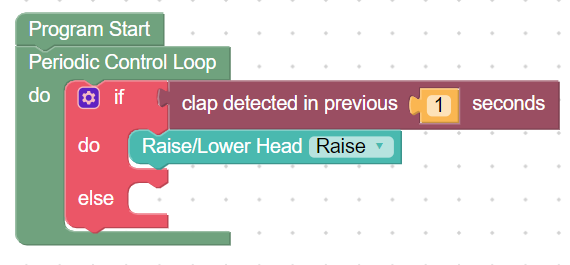 Program Start
Periodic Control Loop
do if clap detected in previous 1 seconds
do Raise/Lower Head Raise
else